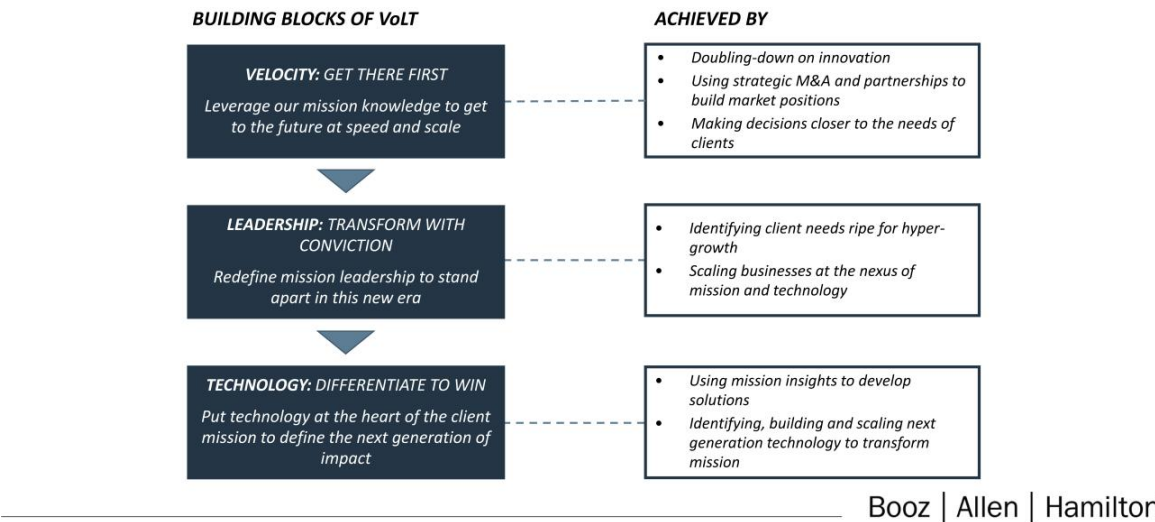 BUILDING BLOCKS OF VoLT
ACHIEVED BY
VELOCITY: GET THERE FIRST
Leverage our mission knowledge to get
to the future at speed and scale
• Doubling-down on innovation
• Using strategic M&A and partnerships to
build market positions
• Making decisions closer to the needs of
clients
LEADERSHIP: TRANSFORM WITH
CONVICTION
Redefine mission leadership to stand
apart in this new era
• Identifying client needs ripe for hyper-
growth
• Scaling businesses at the nexus of
mission and technology
TECHNOLOGY: DIFFERENTIATE TO WIN
Put technology at the heart of the client
mission to define the next generation of
impact
• Using mission insights to develop
solutions
• Identifying, building and scaling next
generation technology to transform
mission
Booz | Allen | Hamilton